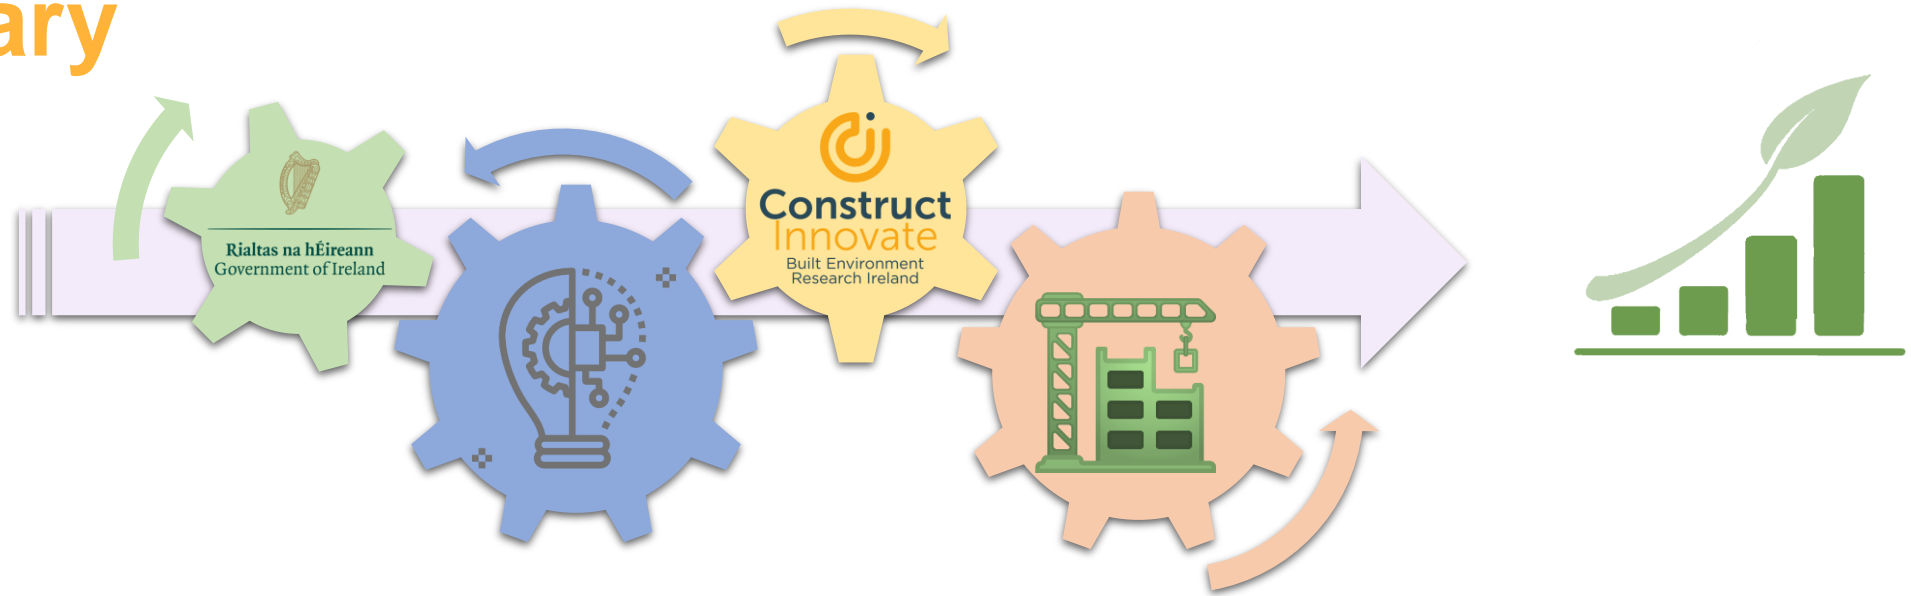 ary
Rialtas na hÉireann
Government of Ireland
Construct
Innovate
Built Environment
Research Ireland